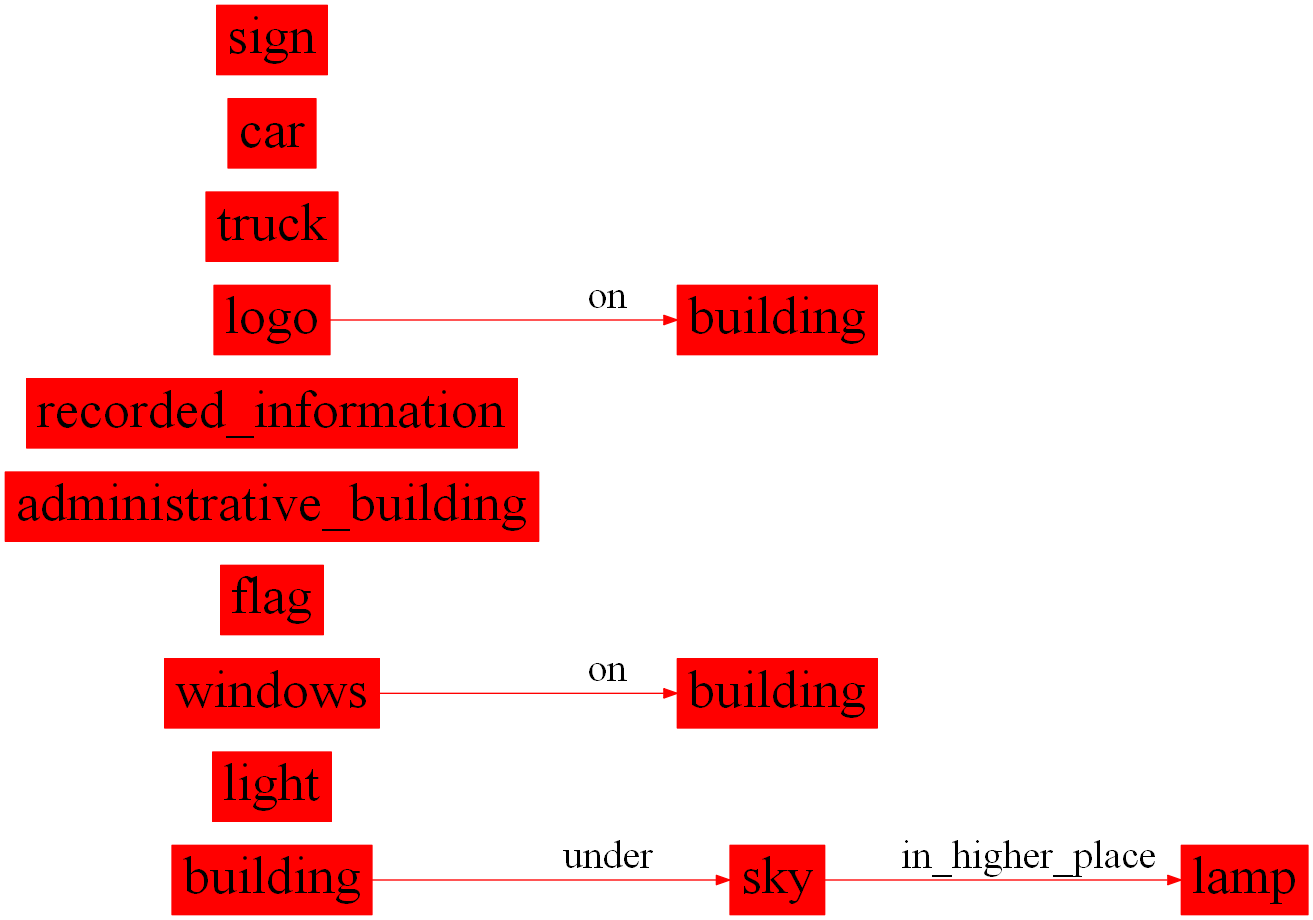 sign
car
truck
logo on building
recorded_information
administrative_building
flag
windows on building
light
building under sky in_higher_place lamp